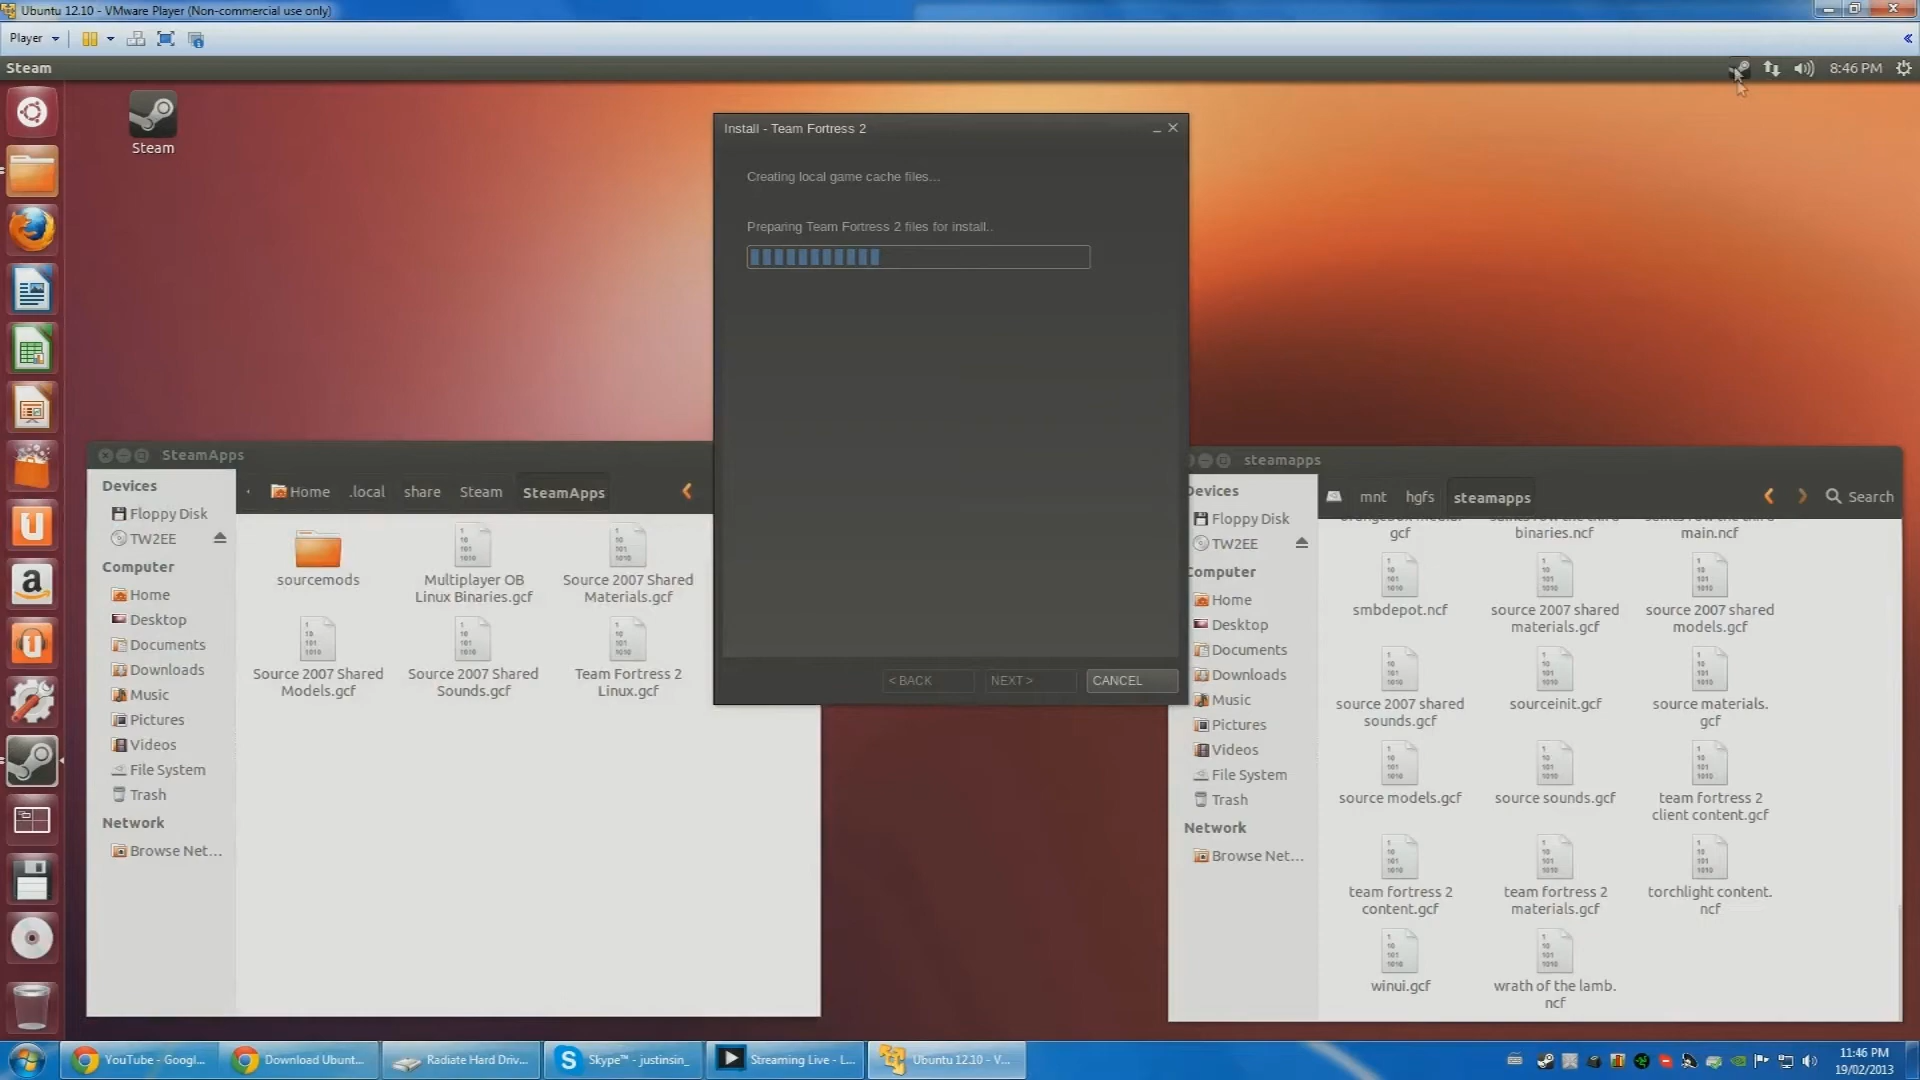 Ubuntu 12.10 - VMware Player (Non-commercial use only)
Player
Steam
8:46 PM
Steam
Install - Team Fortress 2
Creating local game cache files...
Preparing Team Fortress 2 files for install..
< BACK
NEXT >
CANCEL
SteamApps
Devices
Floppy Disk
TW2EE
Computer
Home
Desktop
Documents
Downloads
Music
Pictures
Videos
File System
Trash
Network
Browse Net...
Home
.local
share
Steam
SteamApps
sourcemods
Multiplayer OB
Linux Binaries.gcf
Source 2007 Shared
Materials.gcf
Source 2007 Shared
Models.gcf
Source 2007 Shared
Sounds.gcf
Team Fortress 2
Linux.gcf
steamapps
Devices
Floppy Disk
TW2EE
Computer
Home
Desktop
Documents
Downloads
Music
Pictures
Videos
File System
Trash
Network
Browse Net...
mnt
hgfs
steamapps
Search
gcf
binaries.ncf
main.ncf
smbdepot.ncf
source 2007 shared
materials.gcf
source 2007 shared
models.gcf
source 2007 shared
sounds.gcf
sourceinit.gcf
source materials.
gcf
source models.gcf
source sounds.gcf
team fortress 2
client content.gcf
team fortress 2
content.gcf
team fortress 2
materials.gcf
torchlight content.
ncf
winui.gcf
wrath of the lamb.
ncf
YouTube - Googl...
Download Ubunt...
Radiate Hard Driv...
Skype™ - justinsin_
Streaming Live - L...
Ubuntu 12.10 - V...
11:46 PM
19/02/2013